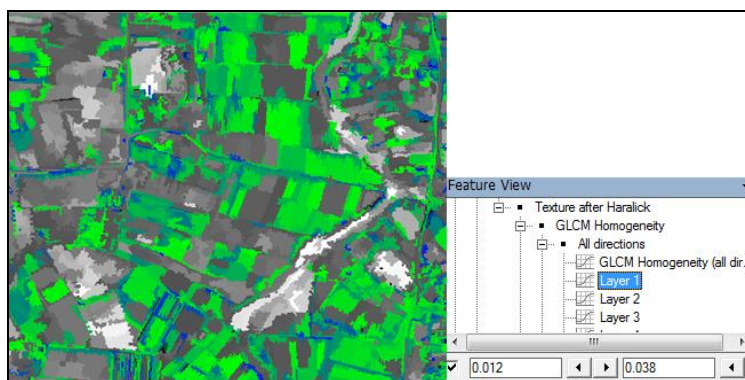 Feature View
Texture after Haralick
GLCM Homogeneity
All directions
GLCM Homogeneity (all dir.
Layer 1
Layer 2
Layer 3
0.012 0.038